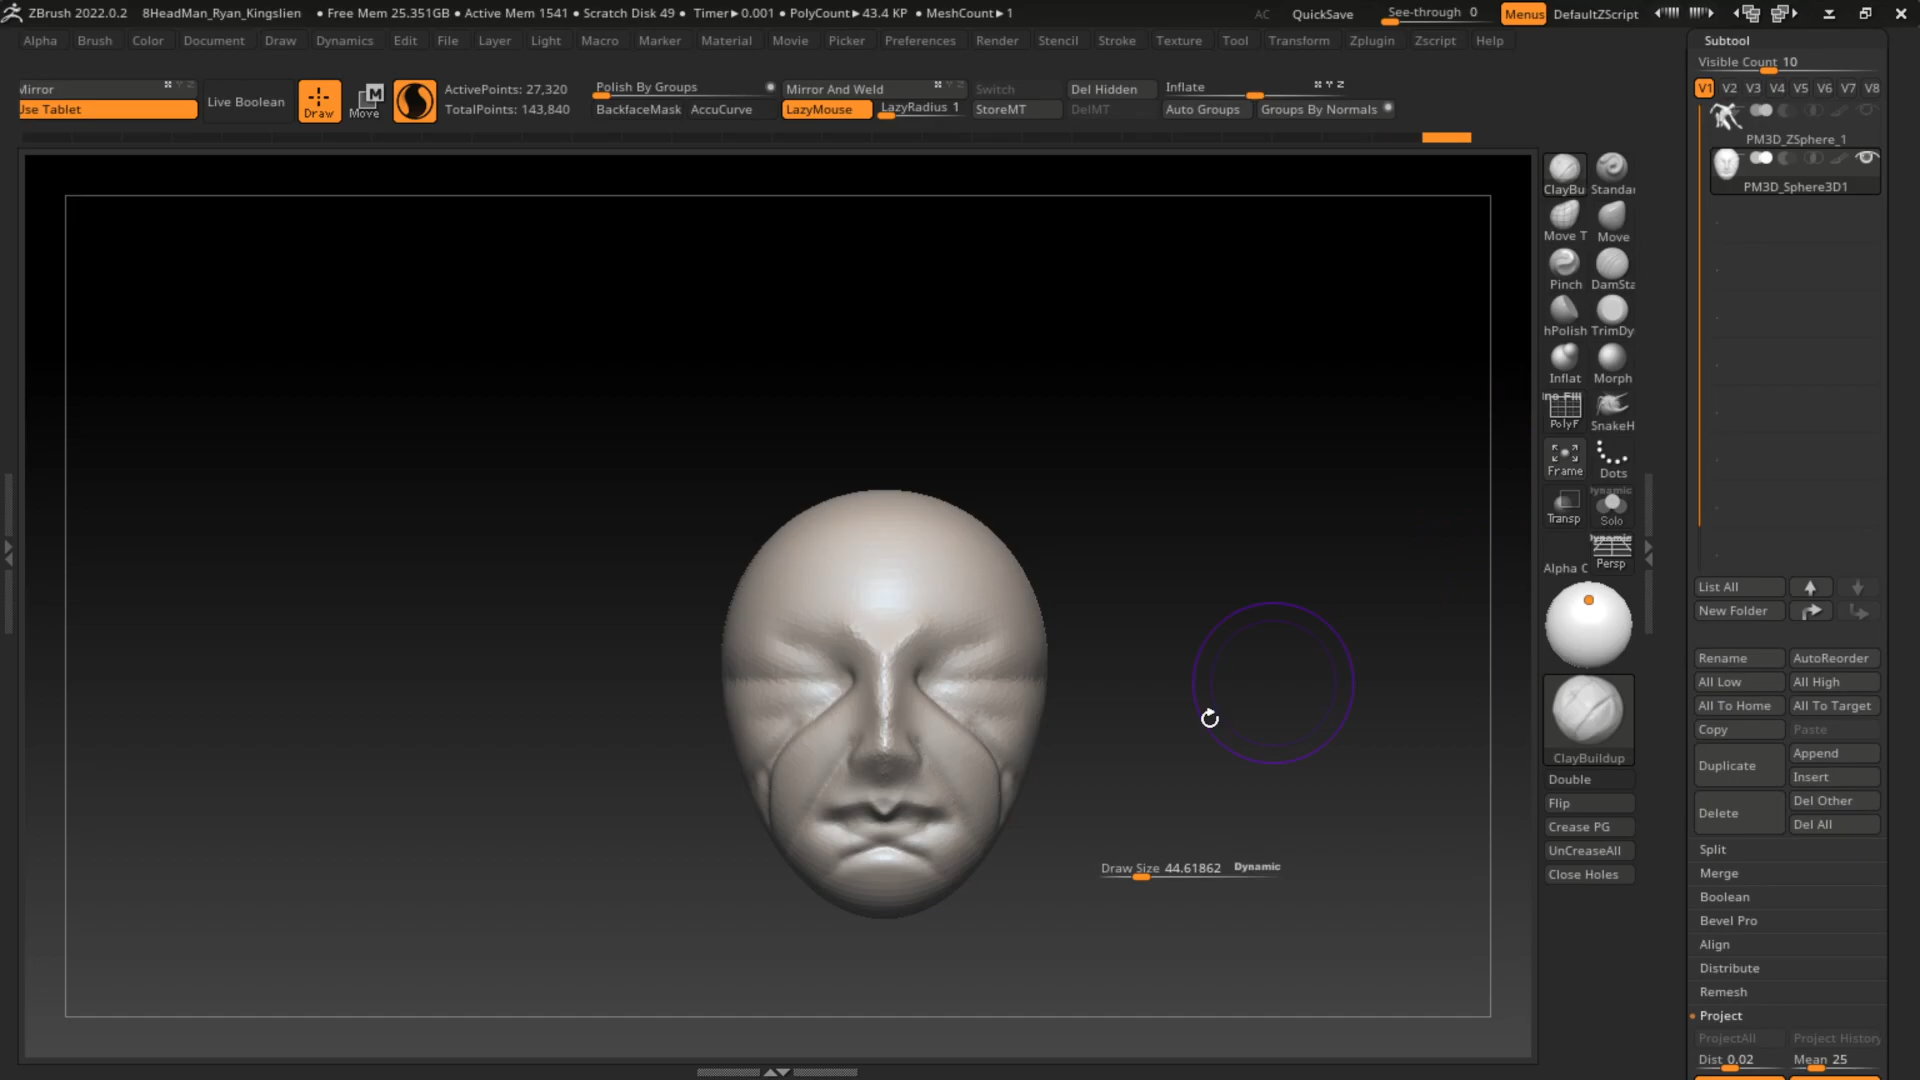 ZBrush 2022.0.2 8HeadMan_Ryan_Kingslien • Free Mem 25.351GB • Active Mem 1541 • Scratch Disk 49 • Timer▶0.001 • PolyCount▶43.4 KP • MeshCount▶1 AC QuickSave See-through 0 Menus DefaultZScript
Alpha Brush Color Document Draw Dynamics Edit File Layer Light Macro Marker Material Movie Picker Preferences Render Stencil Stroke Texture Tool Transform Zplugin Zscript Help
Mirror
Use Tablet
Live Boolean
Draw
Move
M
ActivePoints: 27,320
TotalPoints: 143,840
Polish By Groups
BackfaceMask AccuCurve
Mirror And Weld
LazyMouse LazyRadius 1
Switch
StoreMT
Del Hidden
DelMT
Inflate X Y Z
Auto Groups Groups By Normals
Draw Size 44.61862 Dynamic
ClayBu Standa
Move T Move
Pinch DamSta
hPolish TrimDy
Inflat Morph
PolyF SnakeH
Frame Dots
Dynamic
Transp Solo
Dynamic
Persp
Alpha C
ClayBuildup
Double
Flip
Crease PG
UnCreaseAll
Close Holes
Subtool
Visible Count 10
V1 V2 V3 V4 V5 V6 V7 V8
PM3D_ZSphere_1
PM3D_Sphere3D1
List All
New Folder
Rename AutoReorder
All Low All High
All To Home All To Target
Copy Paste
Duplicate Append
Insert
Delete Del Other
Del All
Split
Merge
Boolean
Bevel Pro
Align
Distribute
Remesh
Project
ProjectAll Project History
Dist 0.02 Mean 25